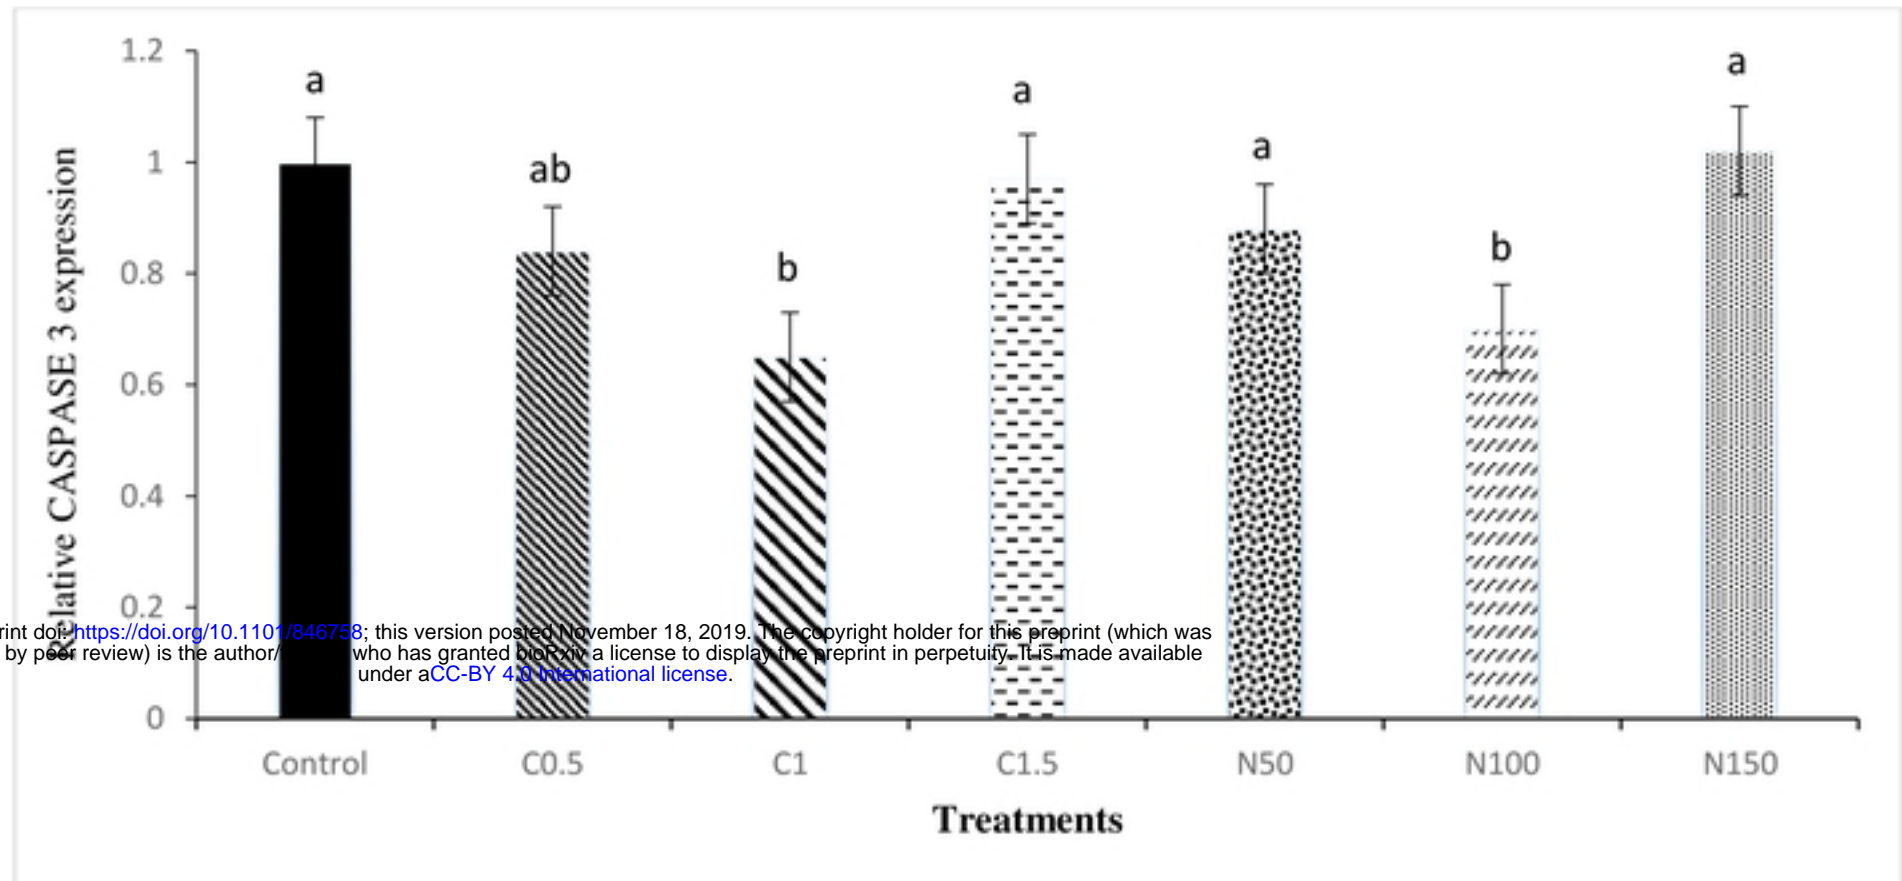 1.2
1
0.8
0.6
0.4
0.2
0
Relative CASPASE 3 expression
a
ab
b
a
a
b
a
rint doi: https://doi.org/10.1101/846758; this version posted November 18, 2019. The copyright holder for this preprint (which was
by peer review) is the author/ who has granted bioRxiv a license to display the preprint in perpetuity. It is made available
under aCC-BY 4.0 International license.
Control C0.5 C1 C1.5 N50 N100 N150
Treatments